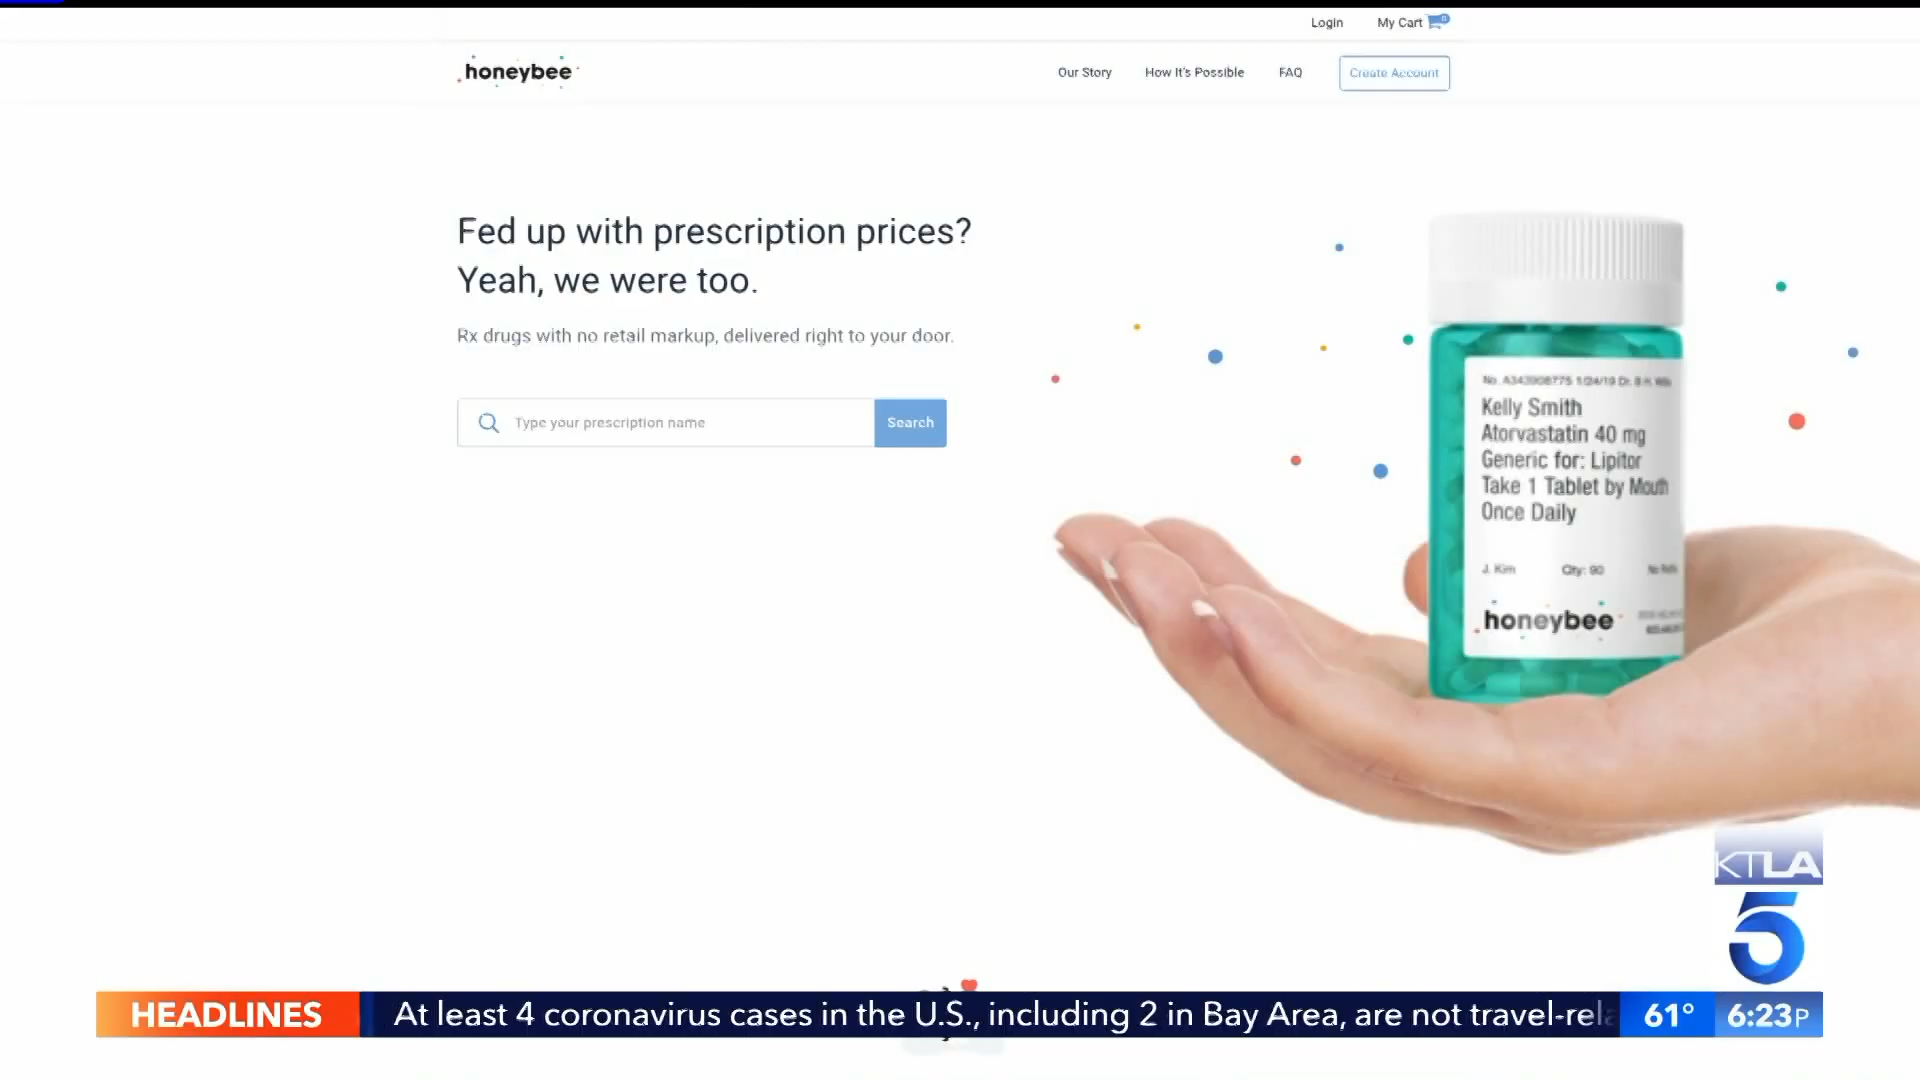 Login
My Cart
honeybee
Our Story
How It's Possible
FAQ
Create Account
Fed up with prescription prices?
Yeah, we were too.
Rx drugs with no retail markup, delivered right to your door.
Type your prescription name
Search
Kelly Smith
Atorvastatin 40 mg
Generic for: Lipitor
Take 1 Tablet by Mouth
Once Daily
J. Kim
Qty: 90
honeybee
KTLA
5
HEADLINES
At least 4 coronavirus cases in the U.S., including 2 in Bay Area, are not travel-rel
61°
6:23P